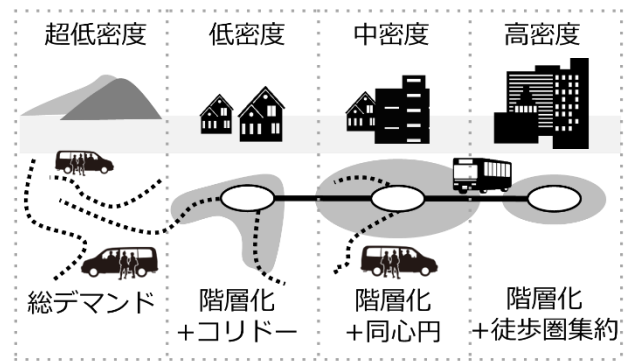 超低密度
低密度
中密度
高密度
総デマンド
階層化
+コリドー
階層化
+同心円
階層化
+徒歩圏集約